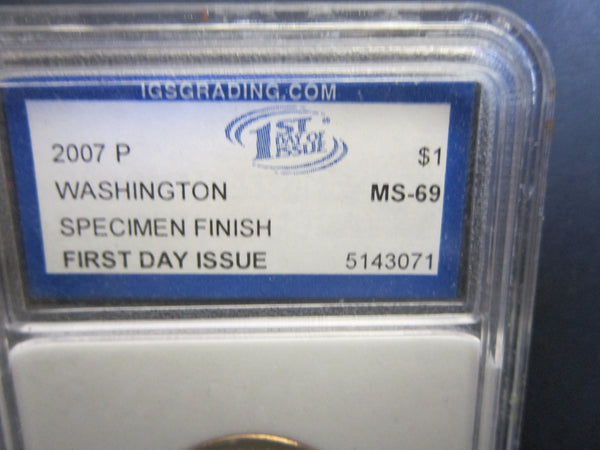 IGSGRADING.COM
1ST
DAY OF
ISSUE
2007 P $1
WASHINGTON MS-69
SPECIMEN FINISH
FIRST DAY ISSUE 5143071